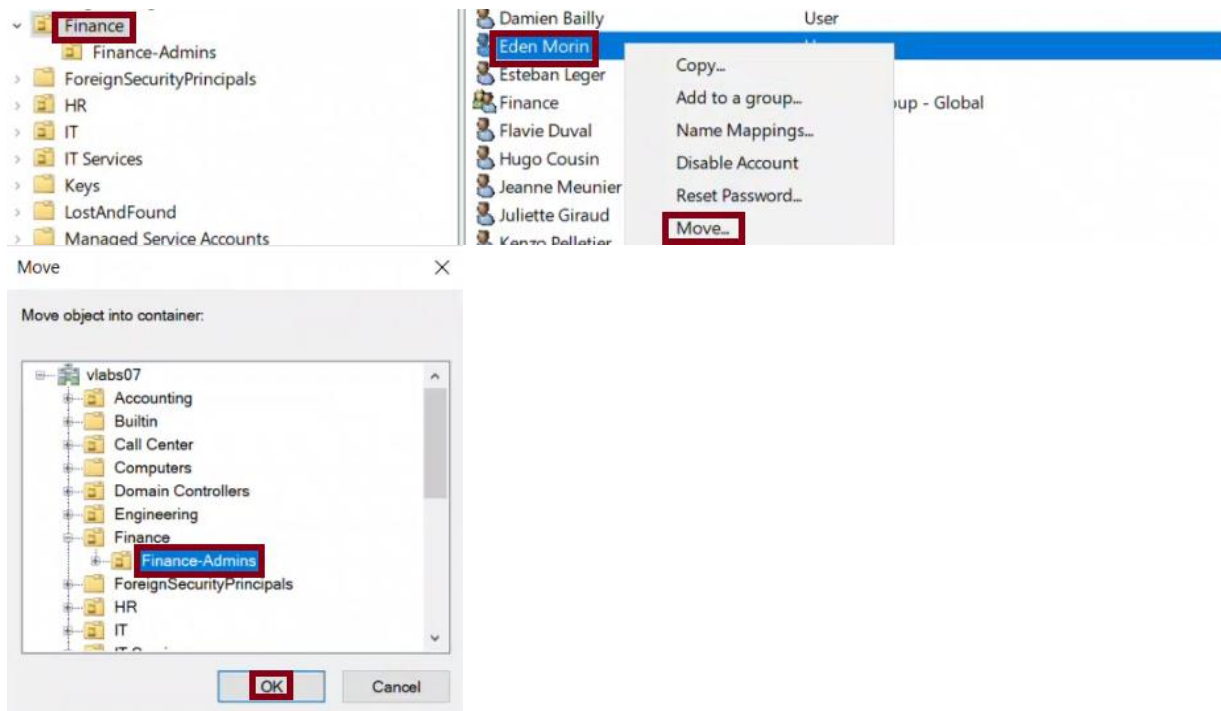 Finance
Finance-Admins
ForeignSecurityPrincipals
HR
IT
IT Services
Keys
LostAndFound
Managed Service Accounts
Damien Bailly User
Eden Morin
Esteban Leger
Finance up - Global
Flavie Duval
Hugo Cousin
Jeanne Meunier
Juliette Giraud
Kenzo Pelletier
Copy...
Add to a group...
Name Mappings...
Disable Account
Reset Password...
Move...
Move
Move object into container:
vlabs07
Accounting
Builtin
Call Center
Computers
Domain Controllers
Engineering
Finance
Finance-Admins
ForeignSecurityPrincipals
HR
IT
OK Cancel